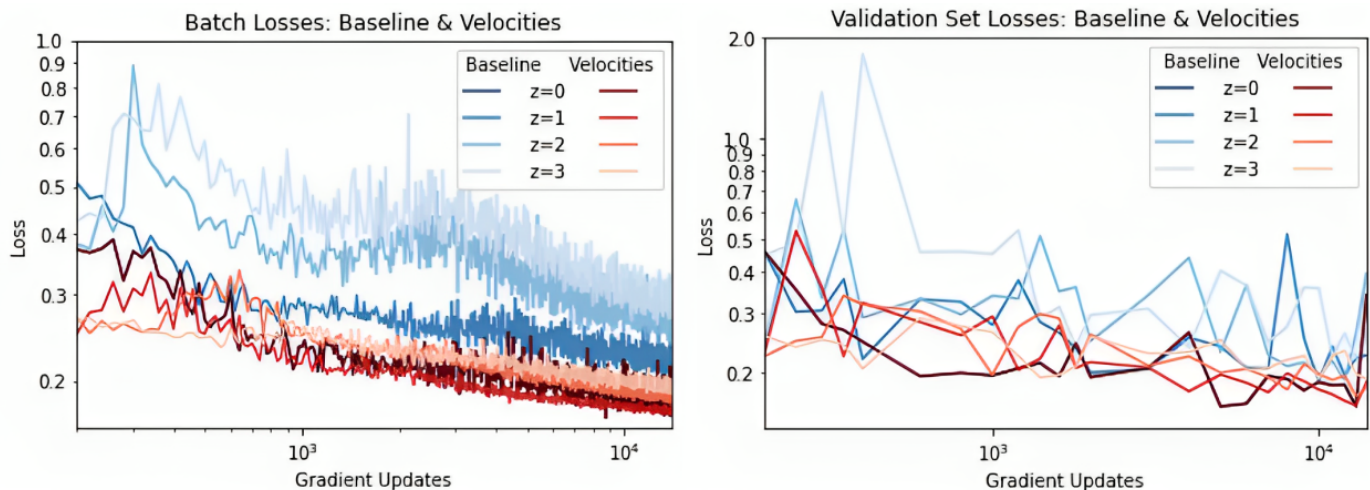 Batch Losses: Baseline & Velocities
1.0
0.9
0.8
0.7
0.6
0.5
0.4
0.3
0.2
Loss
Baseline Velocities
z=0
z=1
z=2
z=3
10³
10⁴
Gradient Updates
Validation Set Losses: Baseline & Velocities
2.0
1.0
0.9
0.8
0.7
0.6
0.5
0.4
0.3
0.2
Loss
Baseline Velocities
z=0
z=1
z=2
z=3
10³
10⁴
Gradient Updates